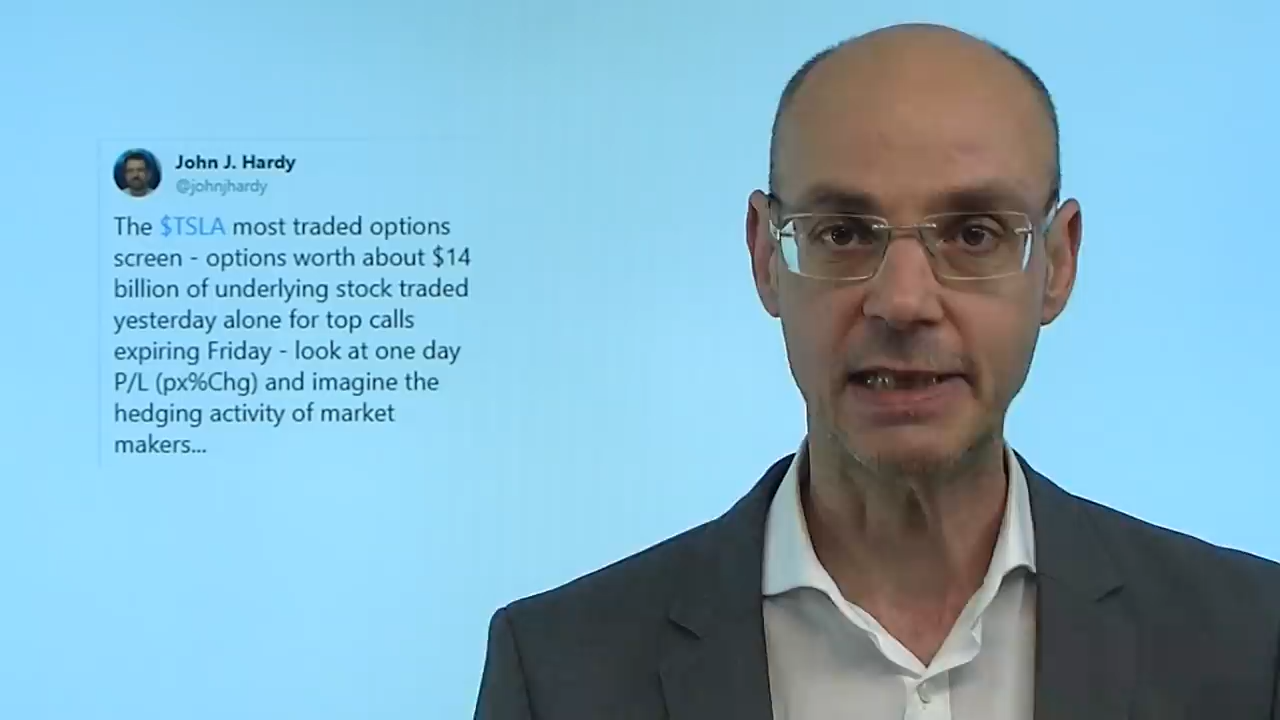 John J. Hardy
@johnjhardy
The $TSLA most traded options
screen - options worth about $14
billion of underlying stock traded
yesterday alone for top calls
expiring Friday - look at one day
P/L (px%Chg) and imagine the
hedging activity of market
makers...